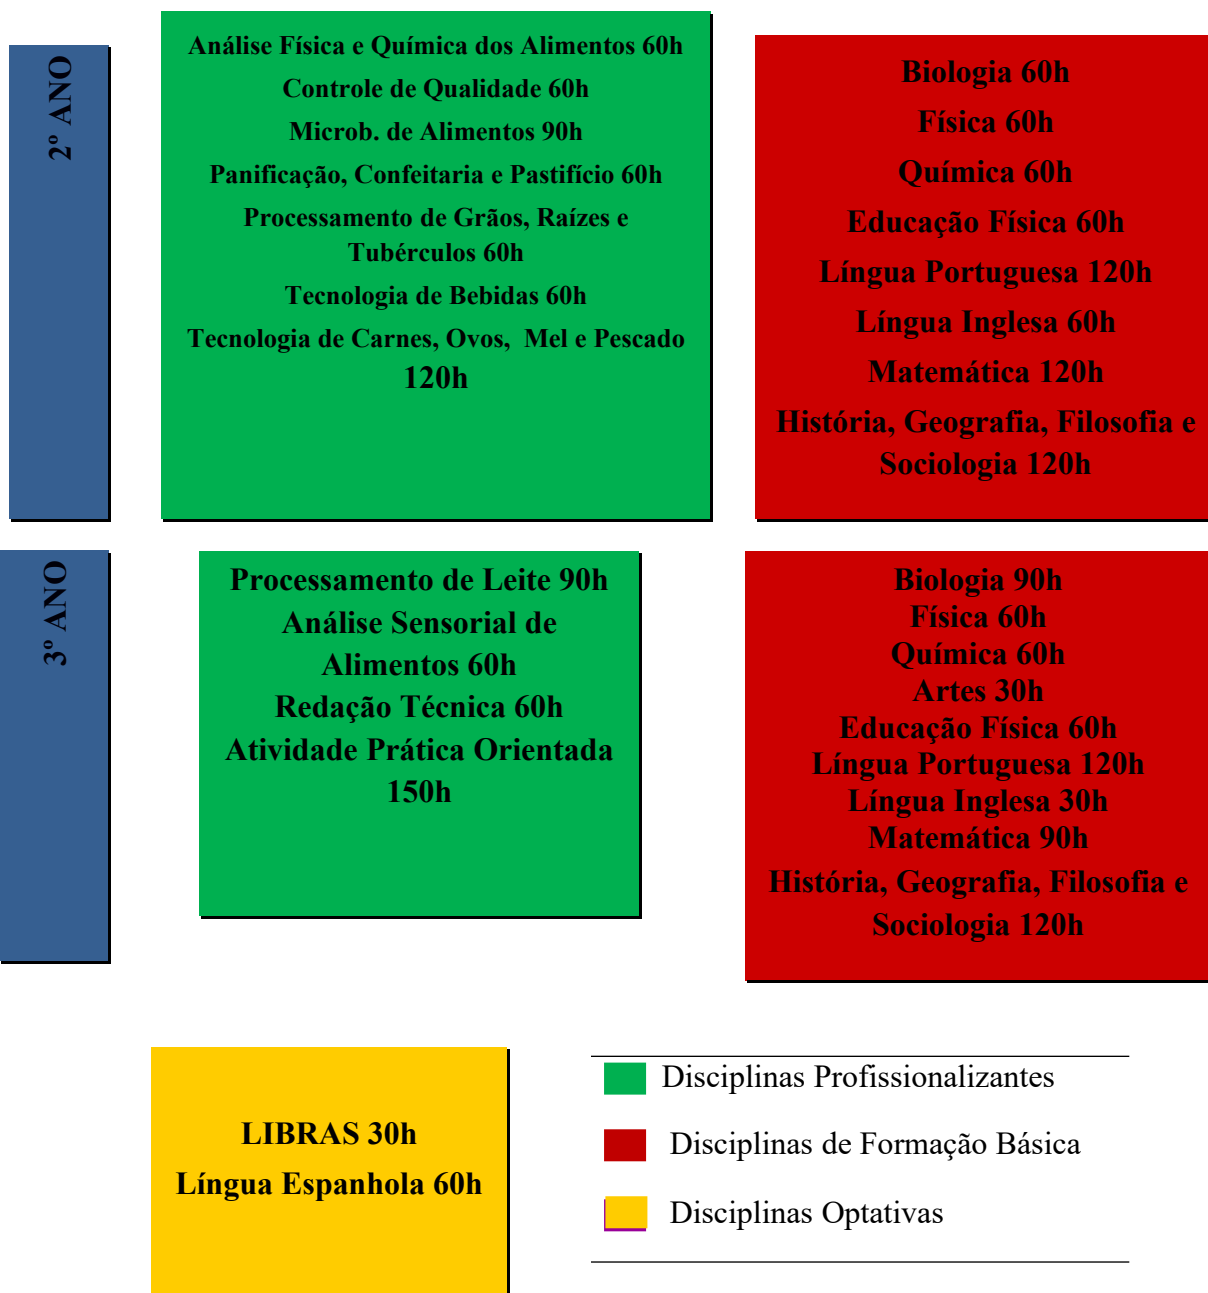 2º ANO
Análise Física e Química dos Alimentos 60h
Controle de Qualidade 60h
Microb. de Alimentos 90h
Panificação, Confeitaria e Pastifício 60h
Processamento de Grãos, Raízes e
Tubérculos 60h
Tecnologia de Bebidas 60h
Tecnologia de Carnes, Ovos, Mel e Pescado
120h
Biologia 60h
Física 60h
Química 60h
Educação Física 60h
Língua Portuguesa 120h
Língua Inglesa 60h
Matemática 120h
História, Geografia, Filosofia e
Sociologia 120h
3º ANO
Processamento de Leite 90h
Análise Sensorial de
Alimentos 60h
Redação Técnica 60h
Atividade Prática Orientada
150h
Biologia 90h
Física 60h
Química 60h
Artes 30h
Educação Física 60h
Língua Portuguesa 120h
Língua Inglesa 30h
Matemática 90h
História, Geografia, Filosofia e
Sociologia 120h
LIBRAS 30h
Língua Espanhola 60h
Disciplinas Profissionalizantes
Disciplinas de Formação Básica
Disciplinas Optativas